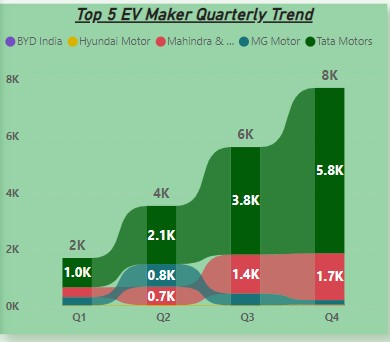 Top 5 EV Maker Quarterly Trend
BYD India Hyundai Motor Mahindra & ... MG Motor Tata Motors
8K
8K
6K
6K
5.8K
4K
4K
3.8K
2K
2K
2.1K
1.0K
0.8K
1.4K
1.7K
0.7K
0K
Q1 Q2 Q3 Q4